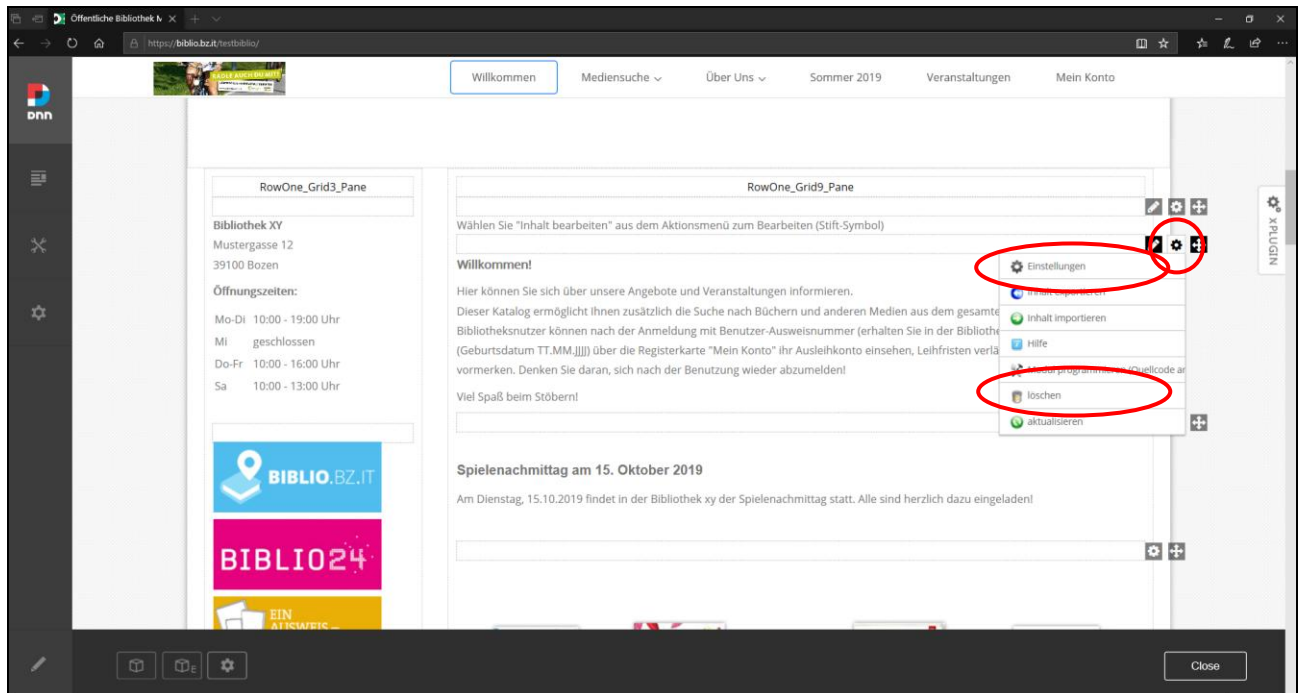 Öffentliche Bibliothek M
https://biblio.bz.it/testbiblio/
RADLE AUCH DU MIT!
Willkommen
Mediensuche
Über Uns
Sommer 2019
Veranstaltungen
Mein Konto
DNN
RowOne_Grid3_Pane
Bibliothek XY
Mustergasse 12
39100 Bozen
Öffnungszeiten:
Mo-Di 10:00 - 19:00 Uhr
Mi geschlossen
Do-Fr 10:00 - 16:00 Uhr
Sa 10:00 - 13:00 Uhr
BIBLIO.BZ.IT
BIBLIO24
EIN
AUSWEIS –
RowOne_Grid9_Pane
Wählen Sie "Inhalt bearbeiten" aus dem Aktionsmenü zum Bearbeiten (Stift-Symbol)
Willkommen!
Hier können Sie sich über unsere Angebote und Veranstaltungen informieren.
Dieser Katalog ermöglicht Ihnen zusätzlich die Suche nach Büchern und anderen Medien aus dem gesamte
Bibliotheksnutzer können nach der Anmeldung mit Benutzer-Ausweisnummer (erhalten Sie in der Bibliothe
(Geburtsdatum TT.MM.JJJJ) über die Registerkarte "Mein Konto" ihr Ausleihkonto einsehen, Leihfristen verlä
vormerken. Denken Sie daran, sich nach der Benutzung wieder abzumelden!
Viel Spaß beim Stöbern!
Spielenachmittag am 15. Oktober 2019
Am Dienstag, 15.10.2019 findet in der Bibliothek xy der Spielenachmittag statt. Alle sind herzlich dazu eingeladen!
Einstellungen
Inhalt exportieren
Inhalt importieren
Hilfe
Modul programmieren (Quellcode ar
löschen
aktualisieren
X PLUGIN
E
Close